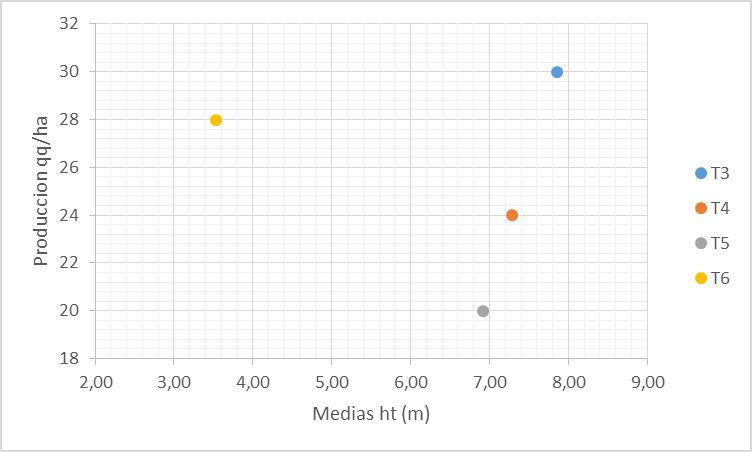 Produccion qq/ha
32
30
28
26
24
22
20
18
2,00 3,00 4,00 5,00 6,00 7,00 8,00 9,00
Medias ht (m)
T3
T4
T5
T6